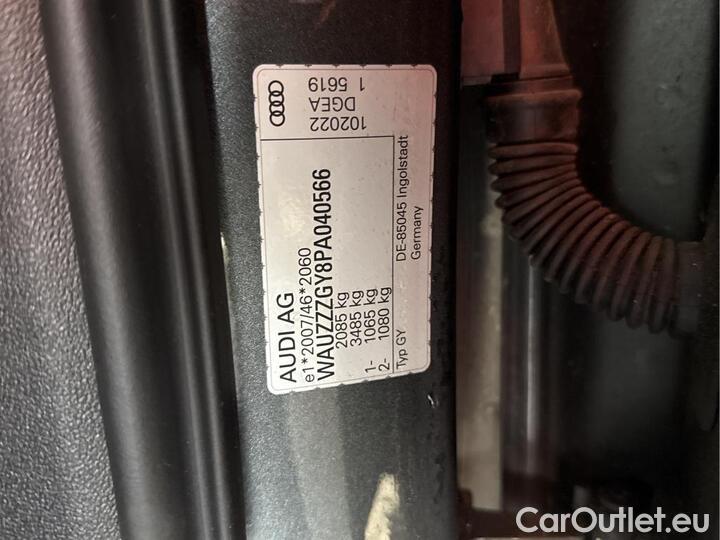 AUDI AG
e1*2007/46*2060
WAUZZZGY8PA040566
2085 kg
3485 kg
1- 1065 kg
2- 1080 kg
Typ GY
DE-85045 Ingolstadt
Germany
102022
DGEA
1 5619
CarOutlet.eu